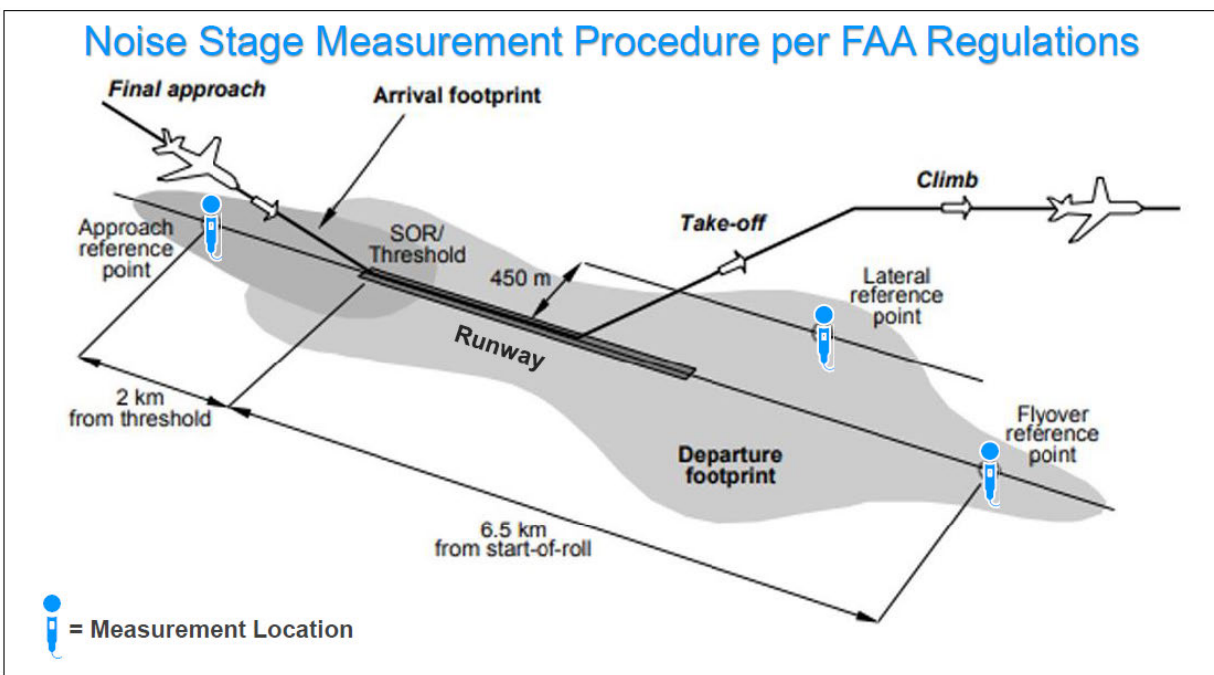 Noise Stage Measurement Procedure per FAA Regulations
Final approach
Arrival footprint
Climb
Approach
reference
point
SOR/
Threshold
Take-off
450 m
Lateral
reference
point
Runway
2 km
from threshold
Flyover
reference
point
Departure
footprint
6.5 km
from start-of-roll
= Measurement Location